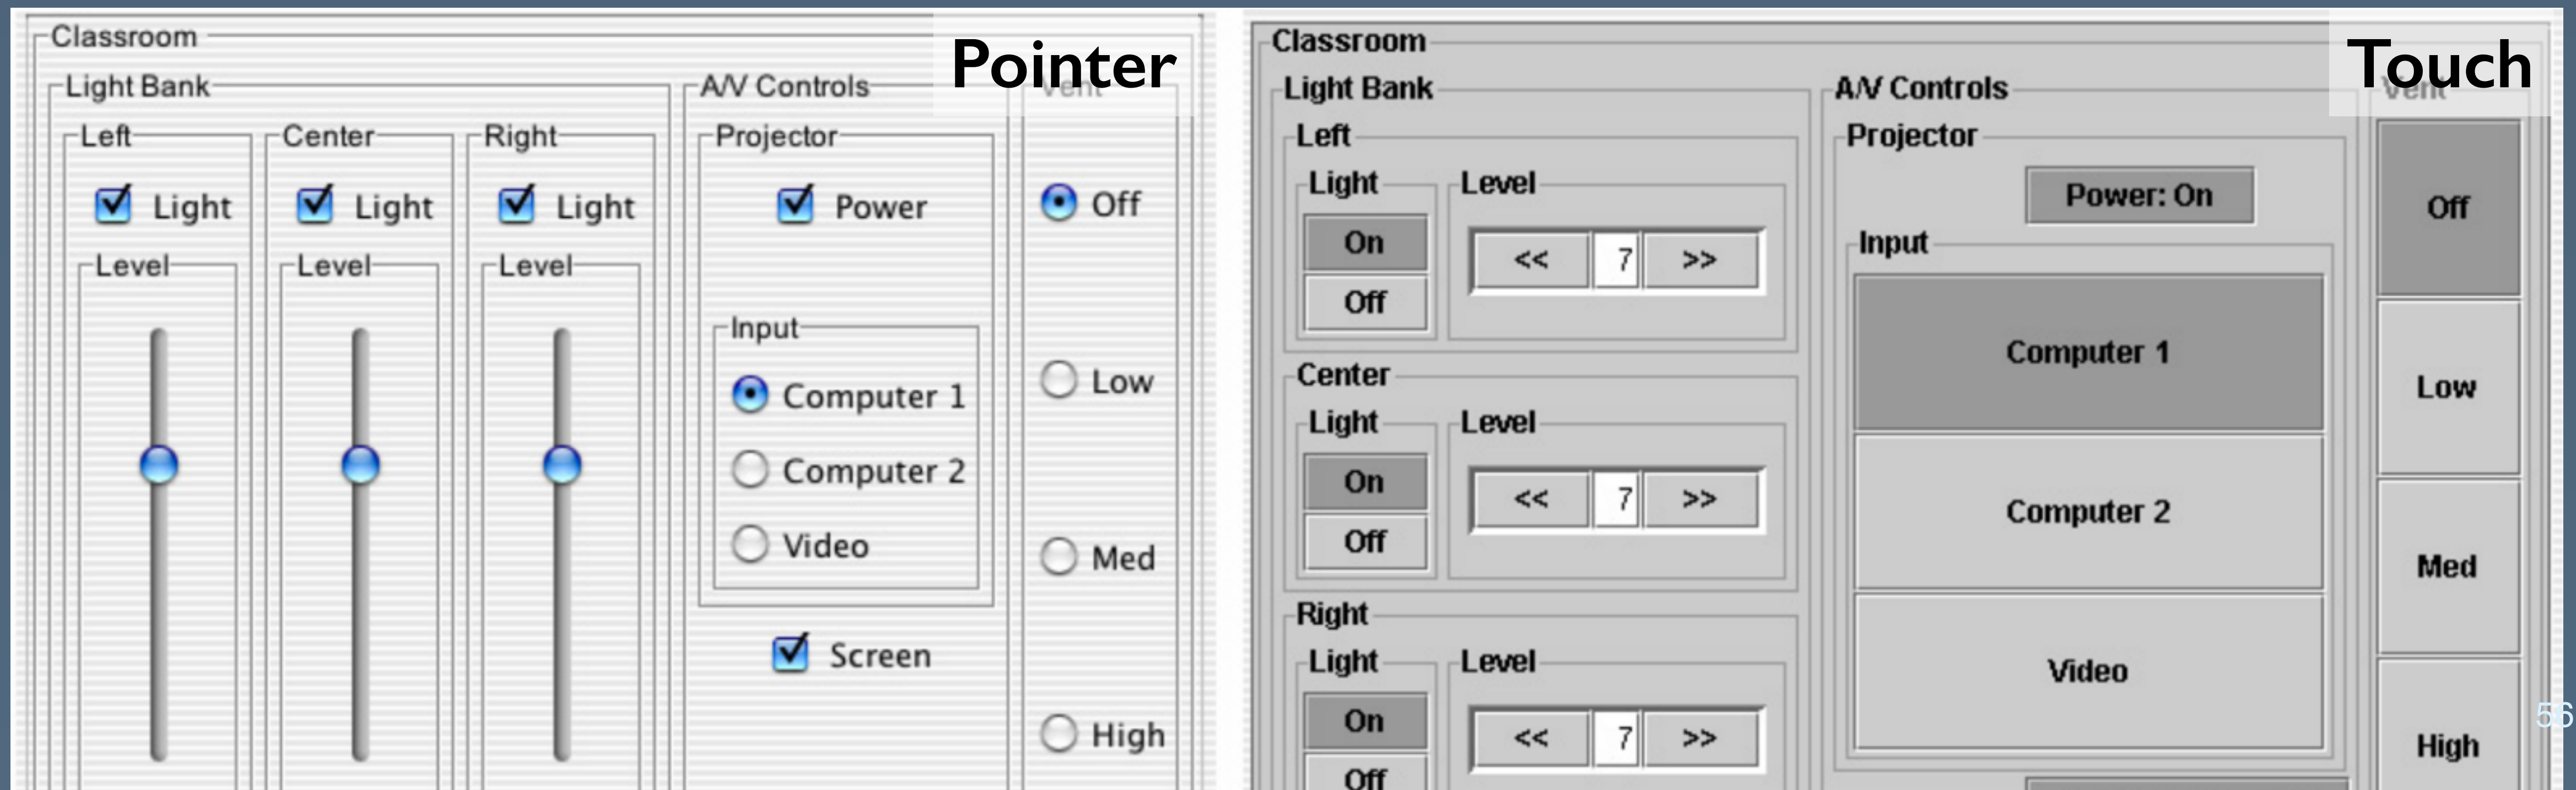 Pointer
Classroom
Light Bank
Left
Light
Level
Center
Light
Level
Right
Light
Level
A/V Controls
Projector
Power
Input
Computer 1
Computer 2
Video
Screen
Vent
Off
Low
Med
High
Touch
Classroom
Light Bank
Left
Light
On
Off
Level
<< 7 >>
Center
Light
On
Off
Level
<< 7 >>
Right
Light
On
Off
Level
<< 7 >>
A/V Controls
Projector
Power: On
Input
Computer 1
Computer 2
Video
Vent
Off
Low
Med
High
56